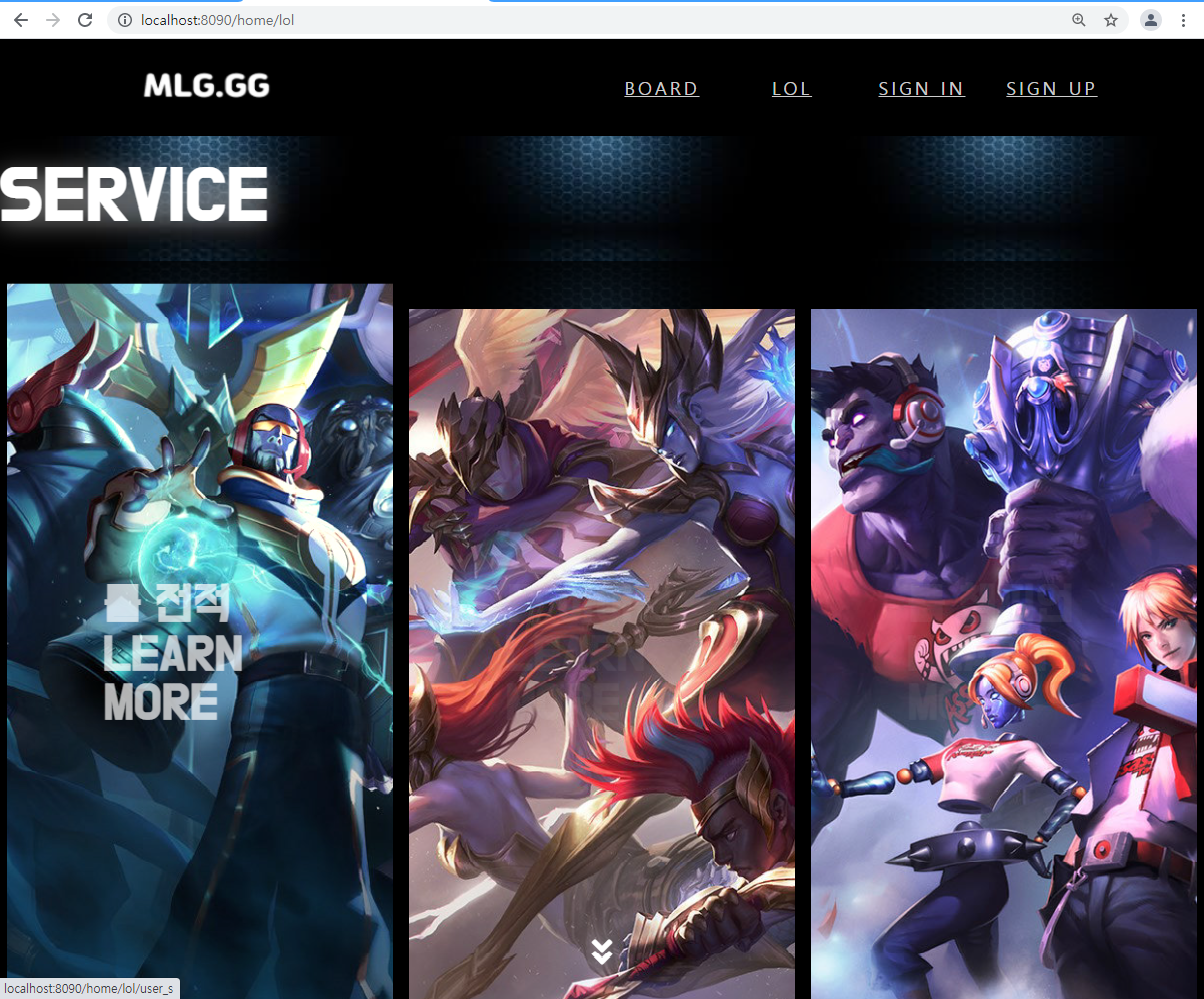 localhost:8090/home/lol
MLG.GG
BOARD LOL SIGN IN SIGN UP
SERVICE
전적
LEARN
MORE
localhost:8090/home/lol/user_s